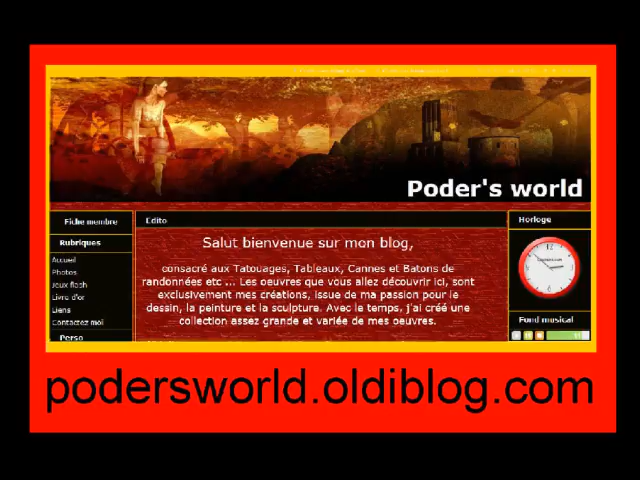 Poder's world
Fiche membre
Rubriques
Accueil
Photos
Jeux flash
Livre d'or
Liens
Contactez moi
Perso
Edito
Salut bienvenue sur mon blog,
consacré aux Tatouages, Tableaux, Cannes et Batons de
randonnées etc ... Les oeuvres que vous allez découvrir ici, sont
exclusivement mes créations, issue de ma passion pour le
dessin, la peinture et la sculpture. Avec le temps, j'ai créé une
collection assez grande et variée de mes oeuvres.
Horloge
Fond musical
podersworld.oldiblog.com